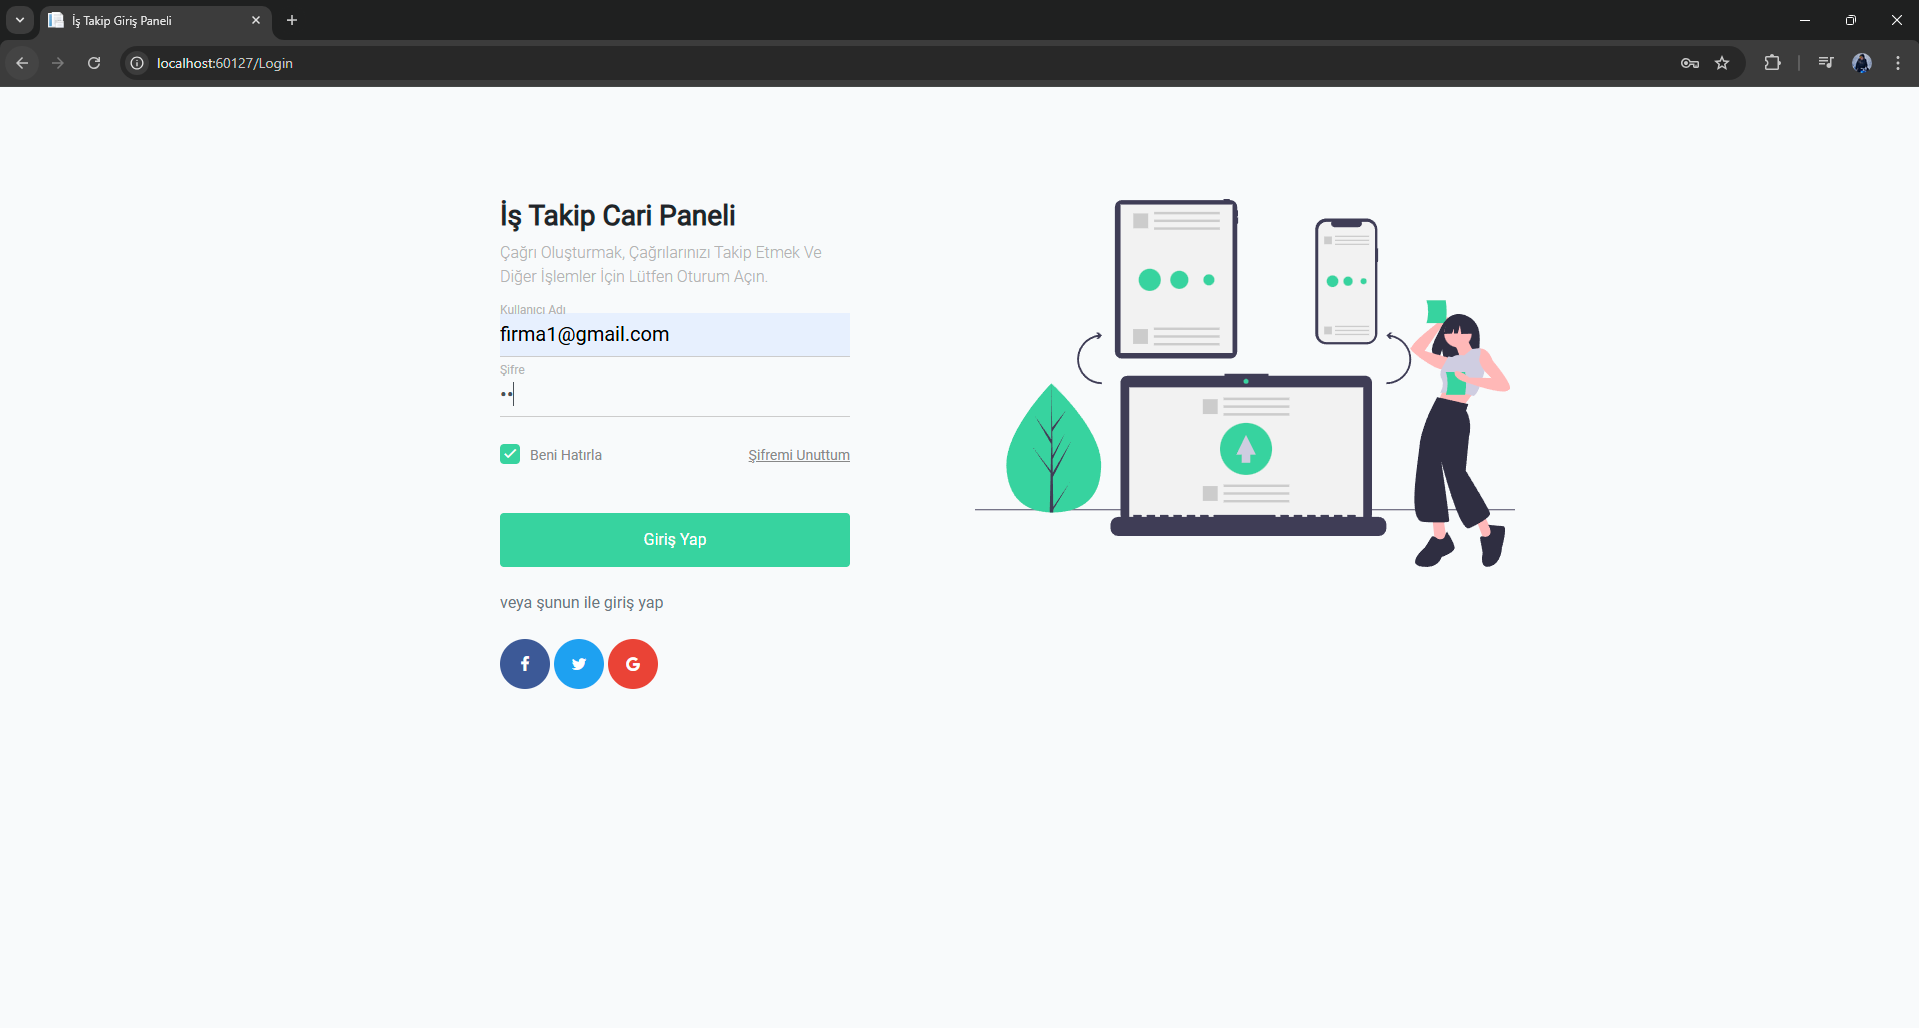 İş Takip Giriş Paneli
localhost:60127/Login
İş Takip Cari Paneli
Çağrı Oluşturmak, Çağrılarınızı Takip Etmek Ve
Diğer İşlemler İçin Lütfen Oturum Açın.
Kullanıcı Adı
firma1@gmail.com
Şifre
Beni Hatırla
Şifremi Unuttum
Giriş Yap
veya şunun ile giriş yap